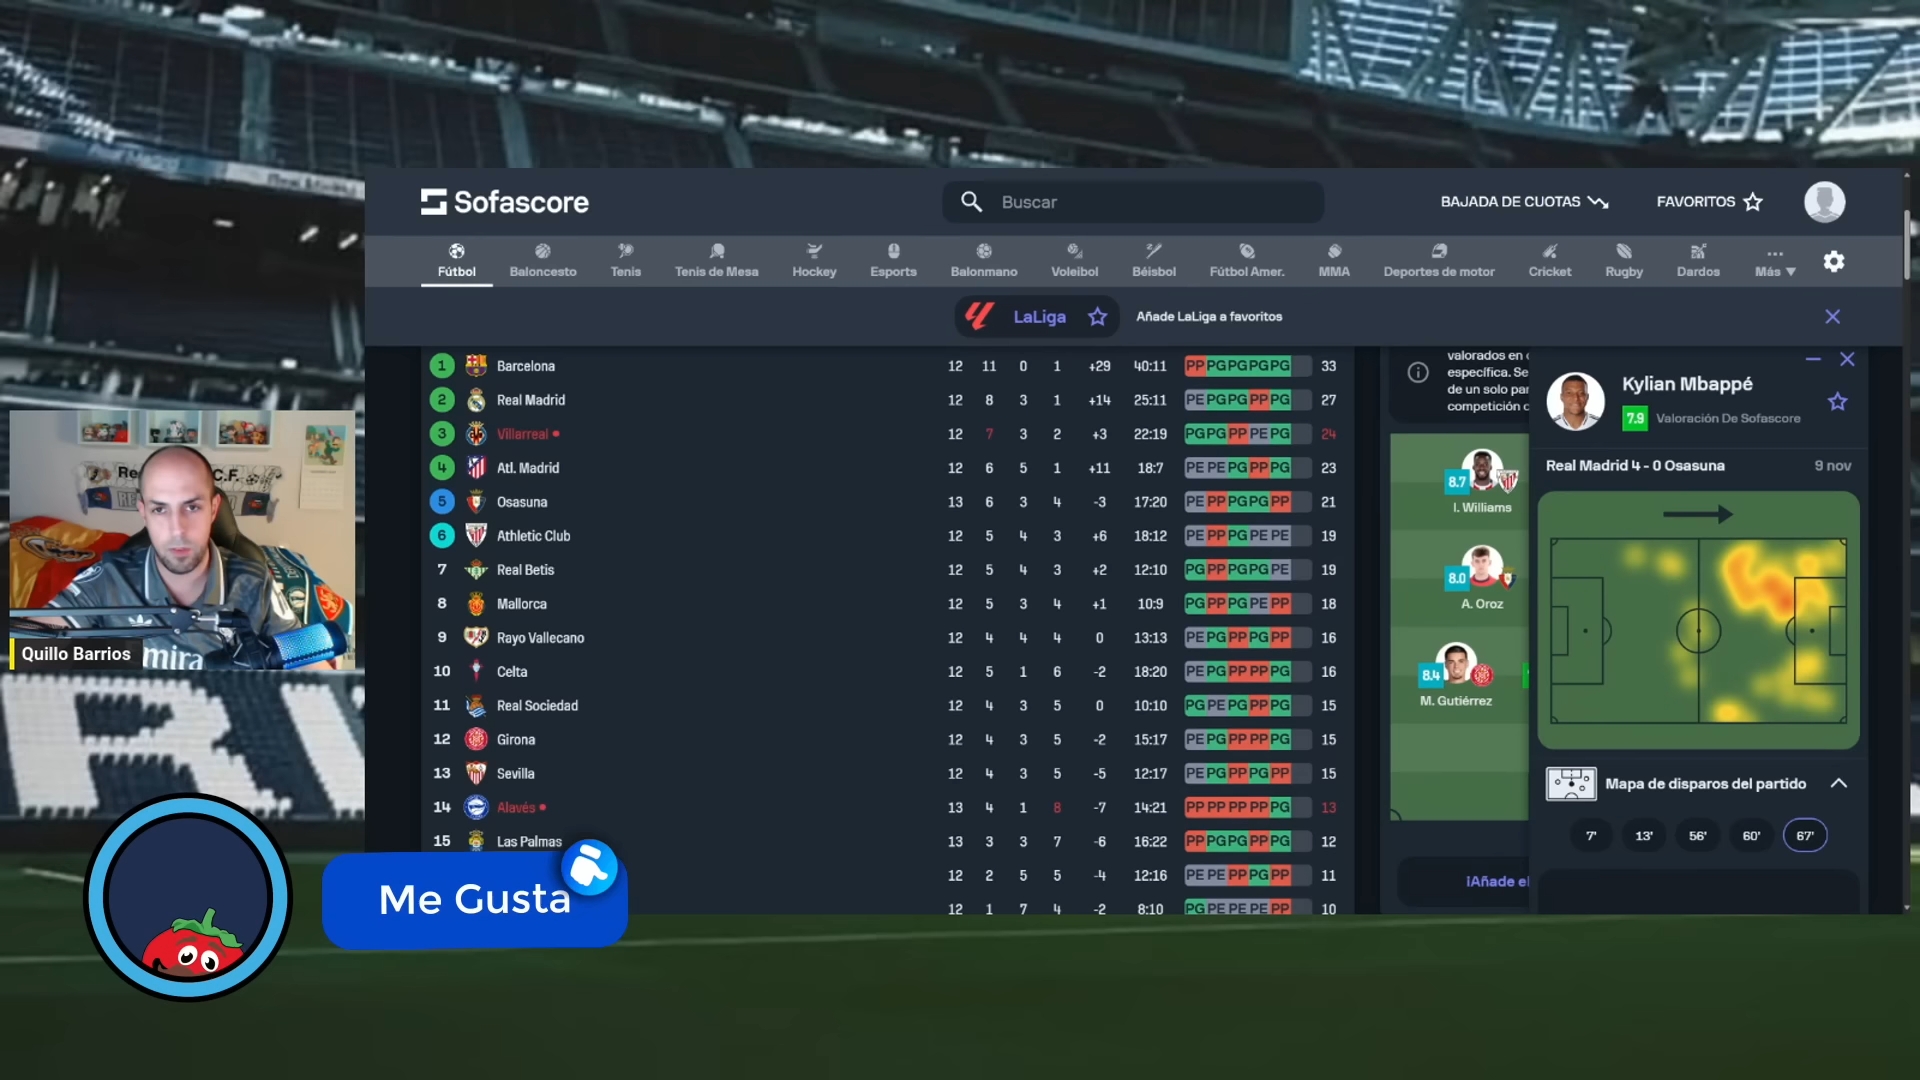 Sofascore
Buscar
BAJADA DE CUOTAS
FAVORITOS
Fútbol
Baloncesto
Tenis
Tenis de Mesa
Hockey
Esports
Balonmano
Voleibol
Béisbol
Fútbol Amer.
MMA
Deportes de motor
Cricket
Rugby
Dardos
Más
LaLiga
Añade LaLiga a favoritos
1 Barcelona 12 11 0 1 +29 40:11 PP PG PG PG PG 33
2 Real Madrid 12 8 3 1 +14 25:11 PE PG PG PP PG 27
3 Villarreal 12 7 3 2 +3 22:19 PG PG PP PE PG 24
4 Atl. Madrid 12 6 5 1 +11 18:7 PE PE PG PP PG 23
5 Osasuna 13 6 3 4 -3 17:20 PE PP PG PG PP 21
6 Athletic Club 12 5 4 3 +6 18:12 PE PP PG PE PE 19
7 Real Betis 12 5 4 3 +2 12:10 PG PP PG PG PE 19
8 Mallorca 12 5 3 4 +1 10:9 PG PP PG PE PP 18
9 Rayo Vallecano 12 4 4 4 0 13:13 PE PG PP PG PP 16
10 Celta 12 5 1 6 -2 18:20 PE PG PP PP PG 16
11 Real Sociedad 12 4 3 5 0 10:10 PG PE PG PP PG 15
12 Girona 12 4 3 5 -2 15:17 PE PG PP PP PG 15
13 Sevilla 12 4 3 5 -5 12:17 PE PG PP PG PP 15
14 Alavés 13 4 1 8 -7 14:21 PP PP PP PP PG 13
15 Las Palmas 13 3 3 7 -6 16:22 PP PG PG PP PG 12
12 2 5 5 -4 12:16 PE PE PP PG PP 11
12 1 7 4 -2 8:10 PG PE PE PE PP 10
valorados en
específica. Se
de un solo par
competición
8.7
I. Williams
8.0
A. Oroz
8.4
M. Gutiérrez
¡Añade el
Kylian Mbappé
7.9 Valoración De Sofascore
Real Madrid 4 - 0 Osasuna 9 nov
Mapa de disparos del partido
7' 13' 56' 60' 67'
Re C.F.
mira
Quillo Barrios
Me Gusta